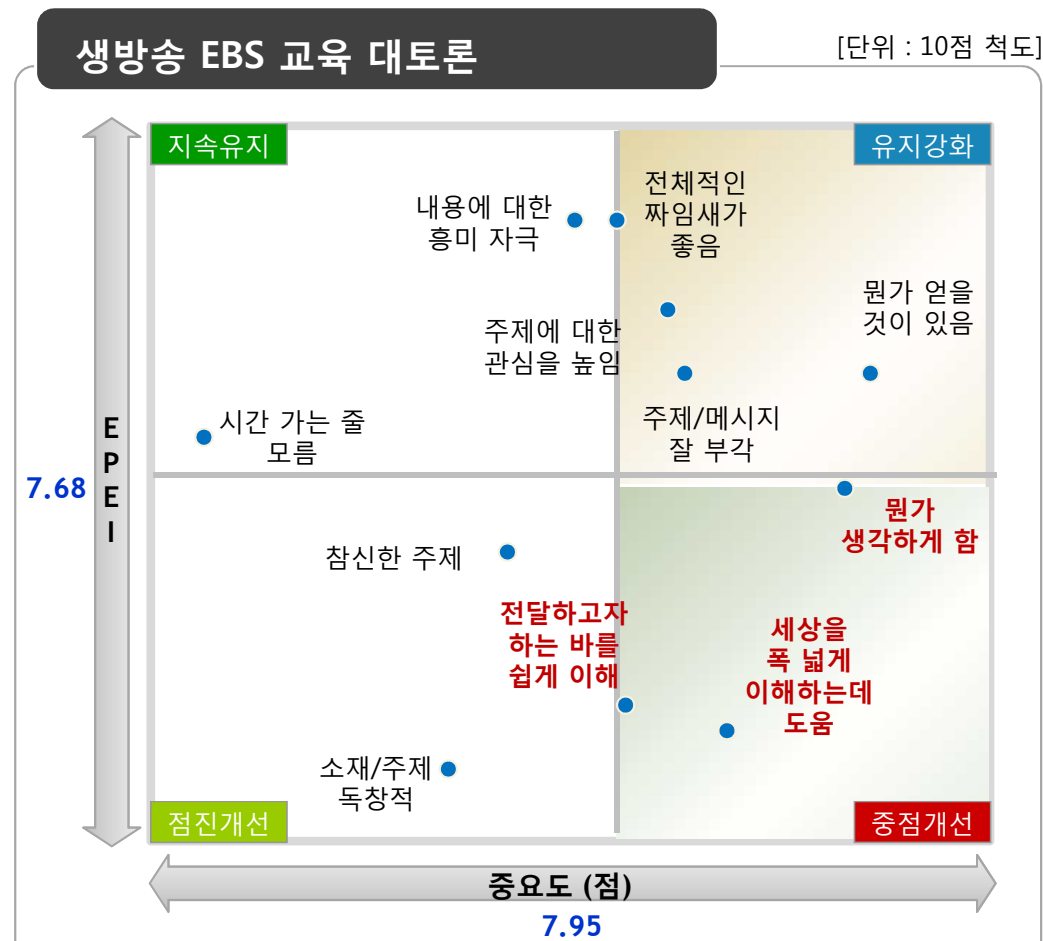 생방송 EBS 교육 대토론
[단위 : 10점 척도]
지속유지
유지강화
내용에 대한
흥미 자극
전체적인
짜임새가
좋음
뭔가 얻을
것이 있음
주제에 대한
관심을 높임
주제/메시지
잘 부각
시간 가는 줄
모름
E
P
E
I
7.68
뭔가
생각하게 함
참신한 주제
전달하고자
하는 바를
쉽게 이해
세상을
폭 넓게
이해하는데
도움
소재/주제
독창적
점진개선
중점개선
중요도 (점)
7.95